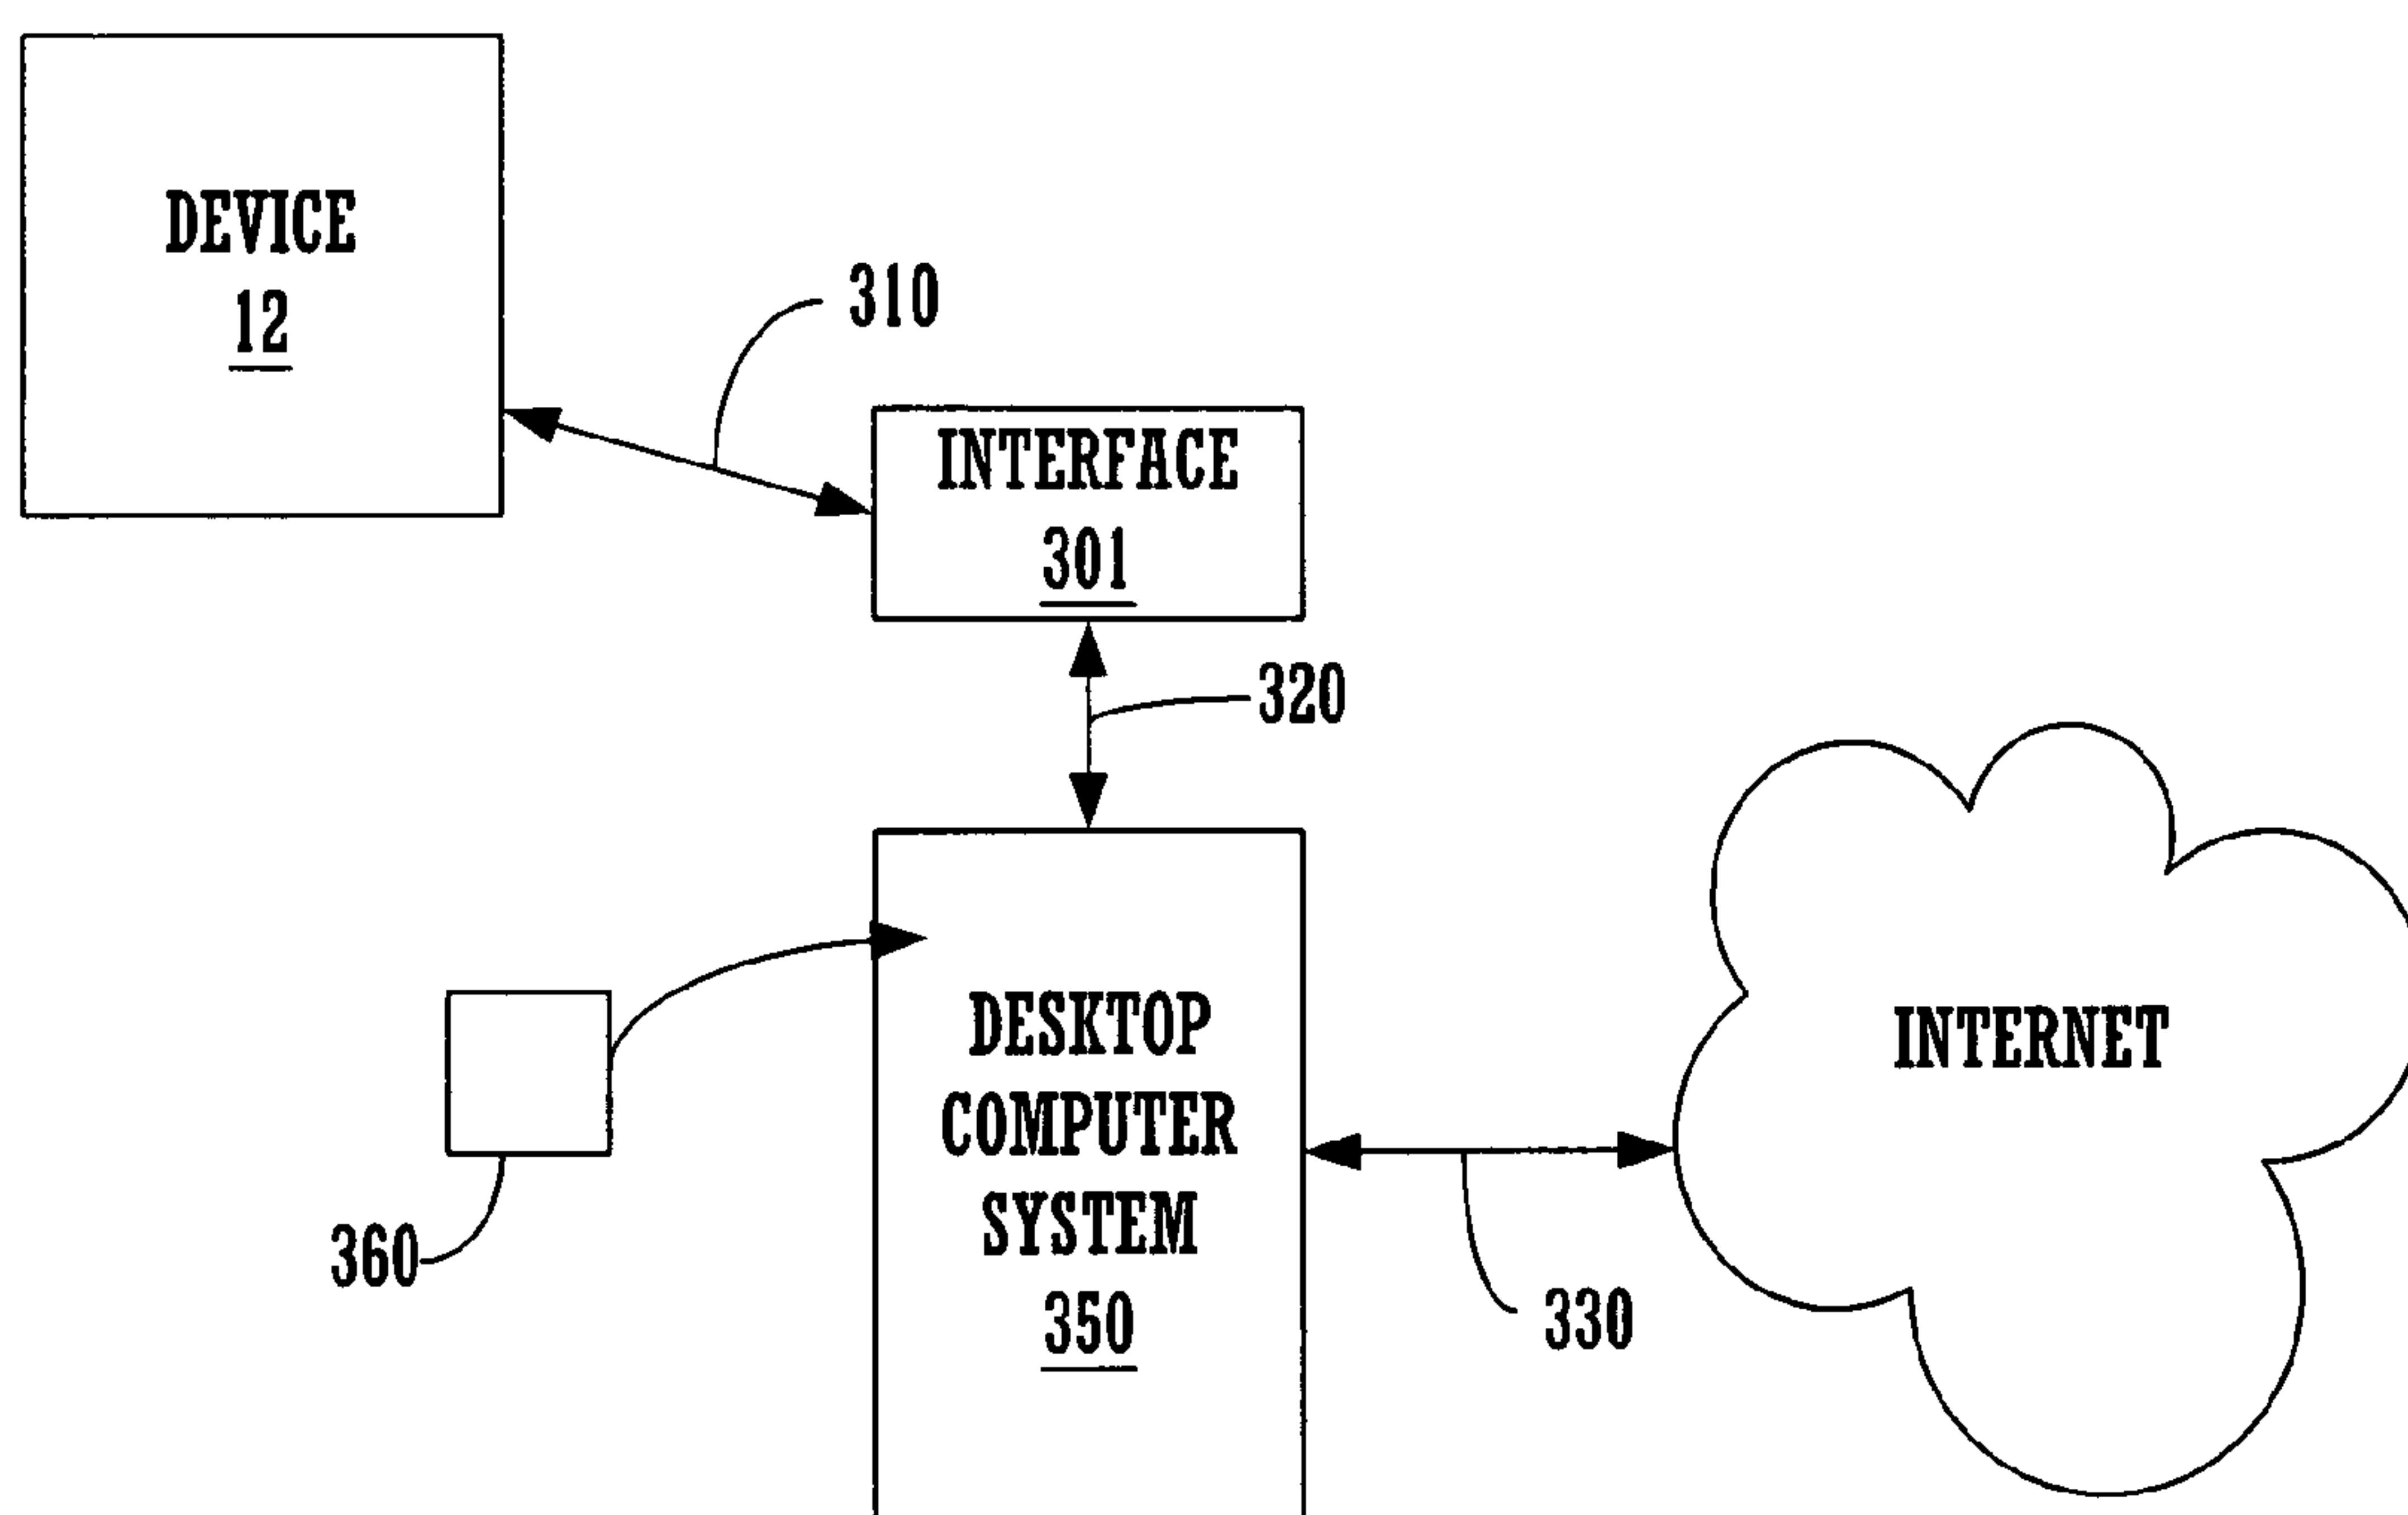 DEVICE
12
310
INTERFACE
301
320
DESKTOP
COMPUTER
SYSTEM
350
INTERNET
360
330